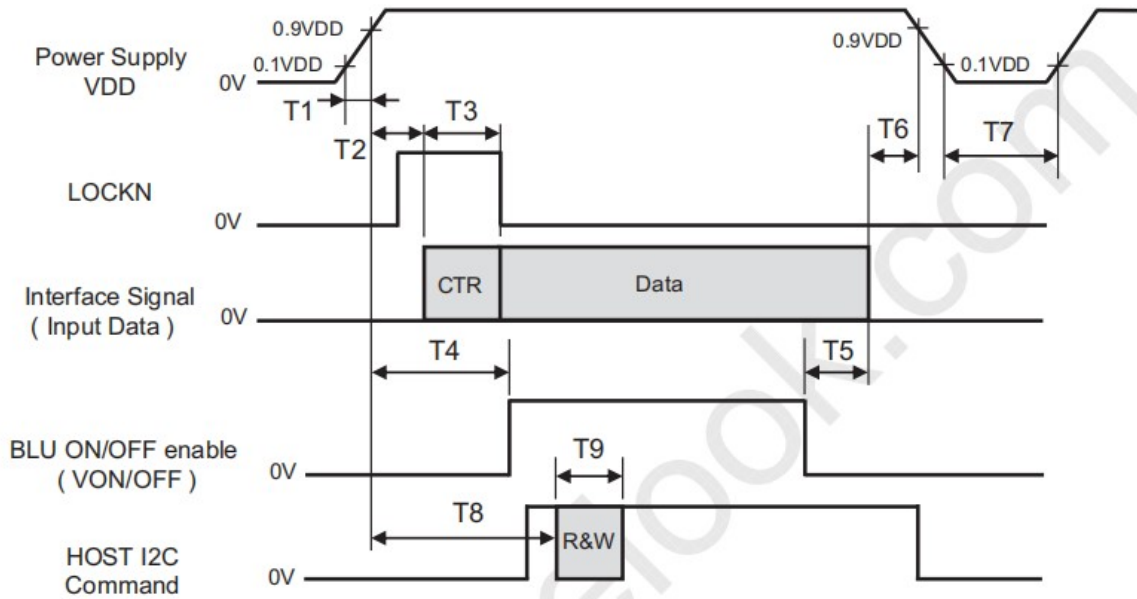 Power Supply
VDD
0.9VDD
0.1VDD
0V
0.9VDD
0.1VDD
T1
T2
T3
T6
T7
LOCKN
0V
Interface Signal
( Input Data )
0V
CTR
Data
T4
T5
BLU ON/OFF enable
( VON/OFF )
0V
T9
T8
HOST I2C
Command
0V
R&W
elook.com